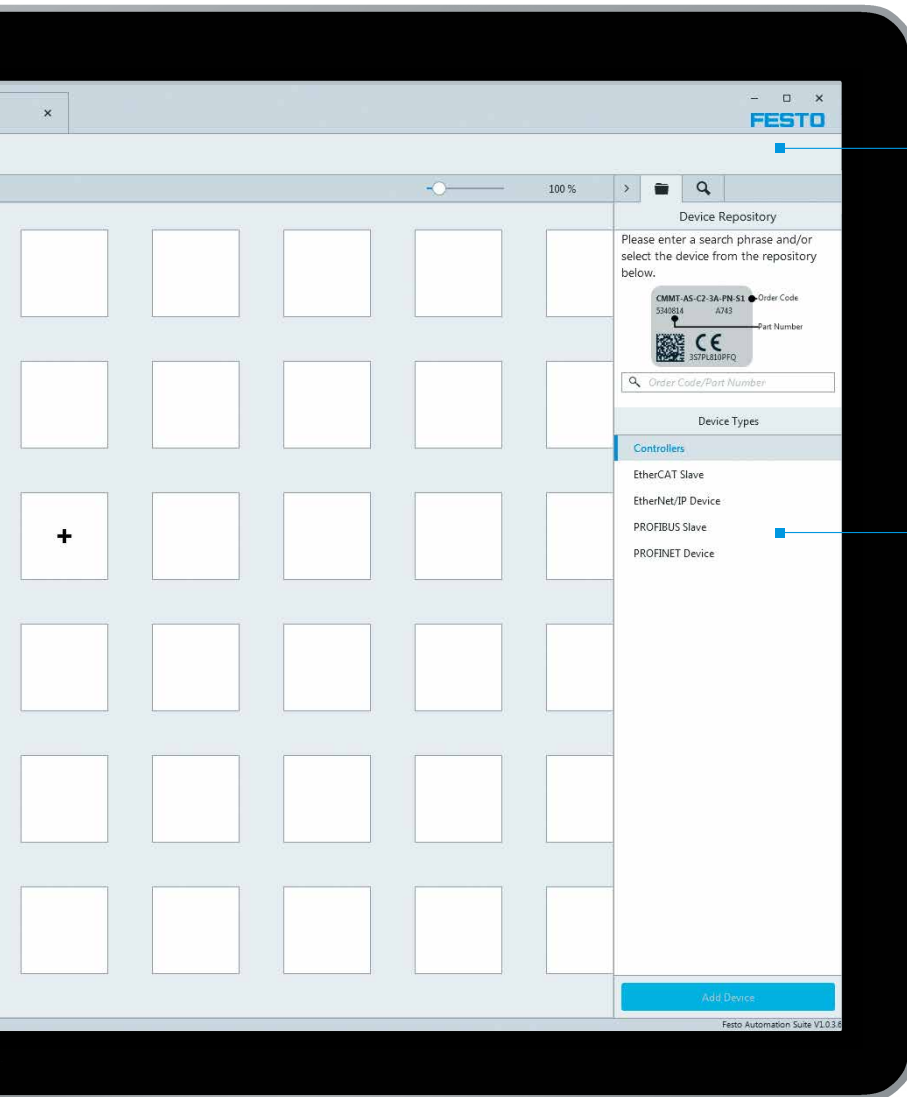 FESTO
100 %
Device Repository
Please enter a search phrase and/or
select the device from the repository
below.
CMMT-AS-C2-3A-PN-S1
Order Code
5340814 A743
Part Number
CE
3S7PL810PFQ
Order Code/Part Number
Device Types
Controllers
EtherCAT Slave
EtherNet/IP Device
PROFIBUS Slave
PROFINET Device
Add Device
Festo Automation Suite V1.0.3.6